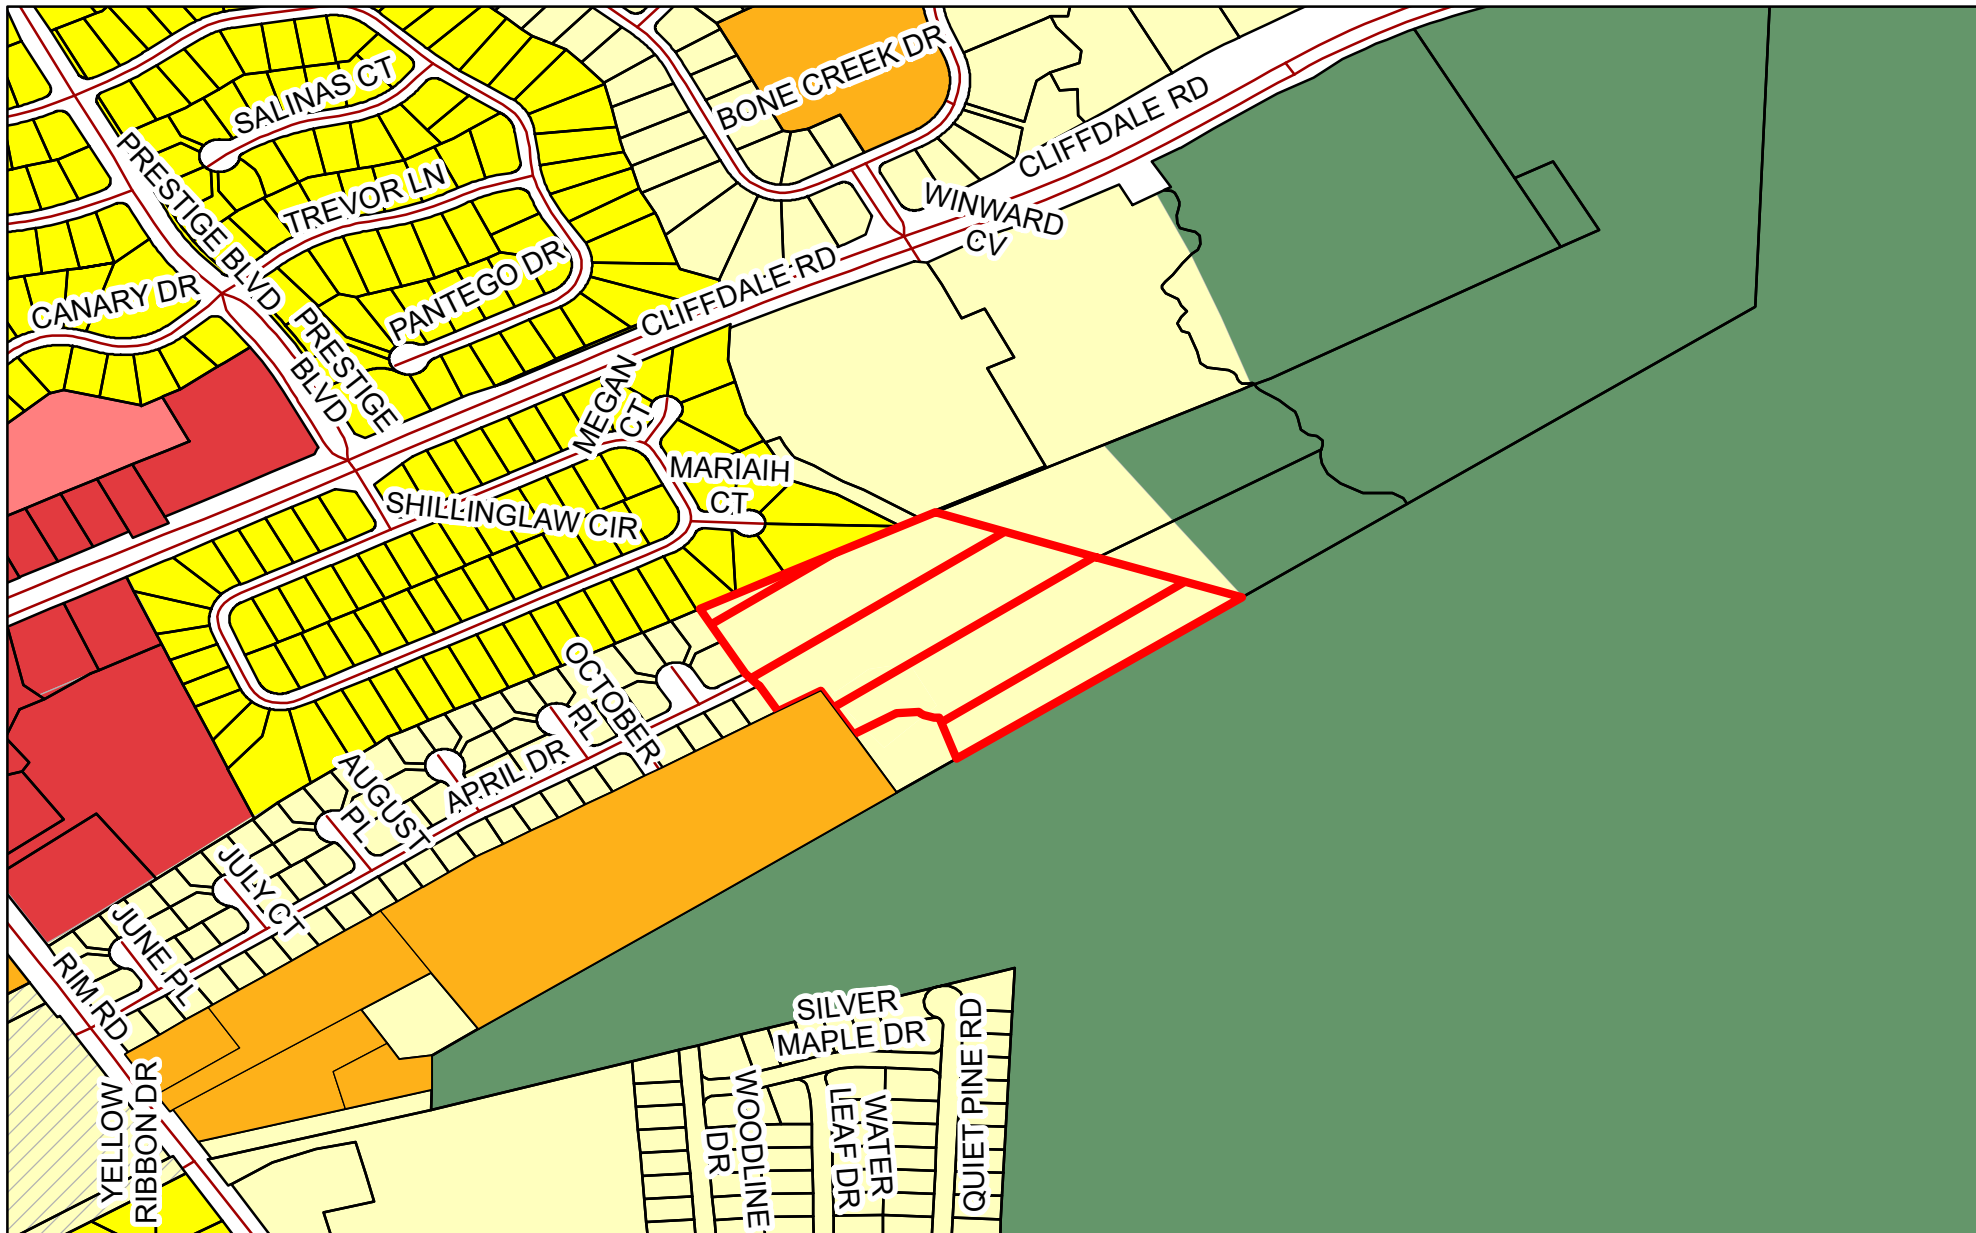 BONE CREEK DR
SALINAS CT
CLIFFDALE RD
PRESTIGE BLVD
TREVOR LN
WINWARD
CV
PANTEGO DR
CLIFFDALE RD
CANARY DR
PRESTIGE
BLVD
MEGAN
CT
MARIAIH
CT
SHILLINGLAW CIR
OCTOBER
PL
APRIL DR
AUGUST
PL
JULY CT
JUNE PL
RIM RD
SILVER
MAPLE DR
QUIET PINE RD
YELLOW
RIBBON DR
WOODLINE
DR
WATER
LEAF DR